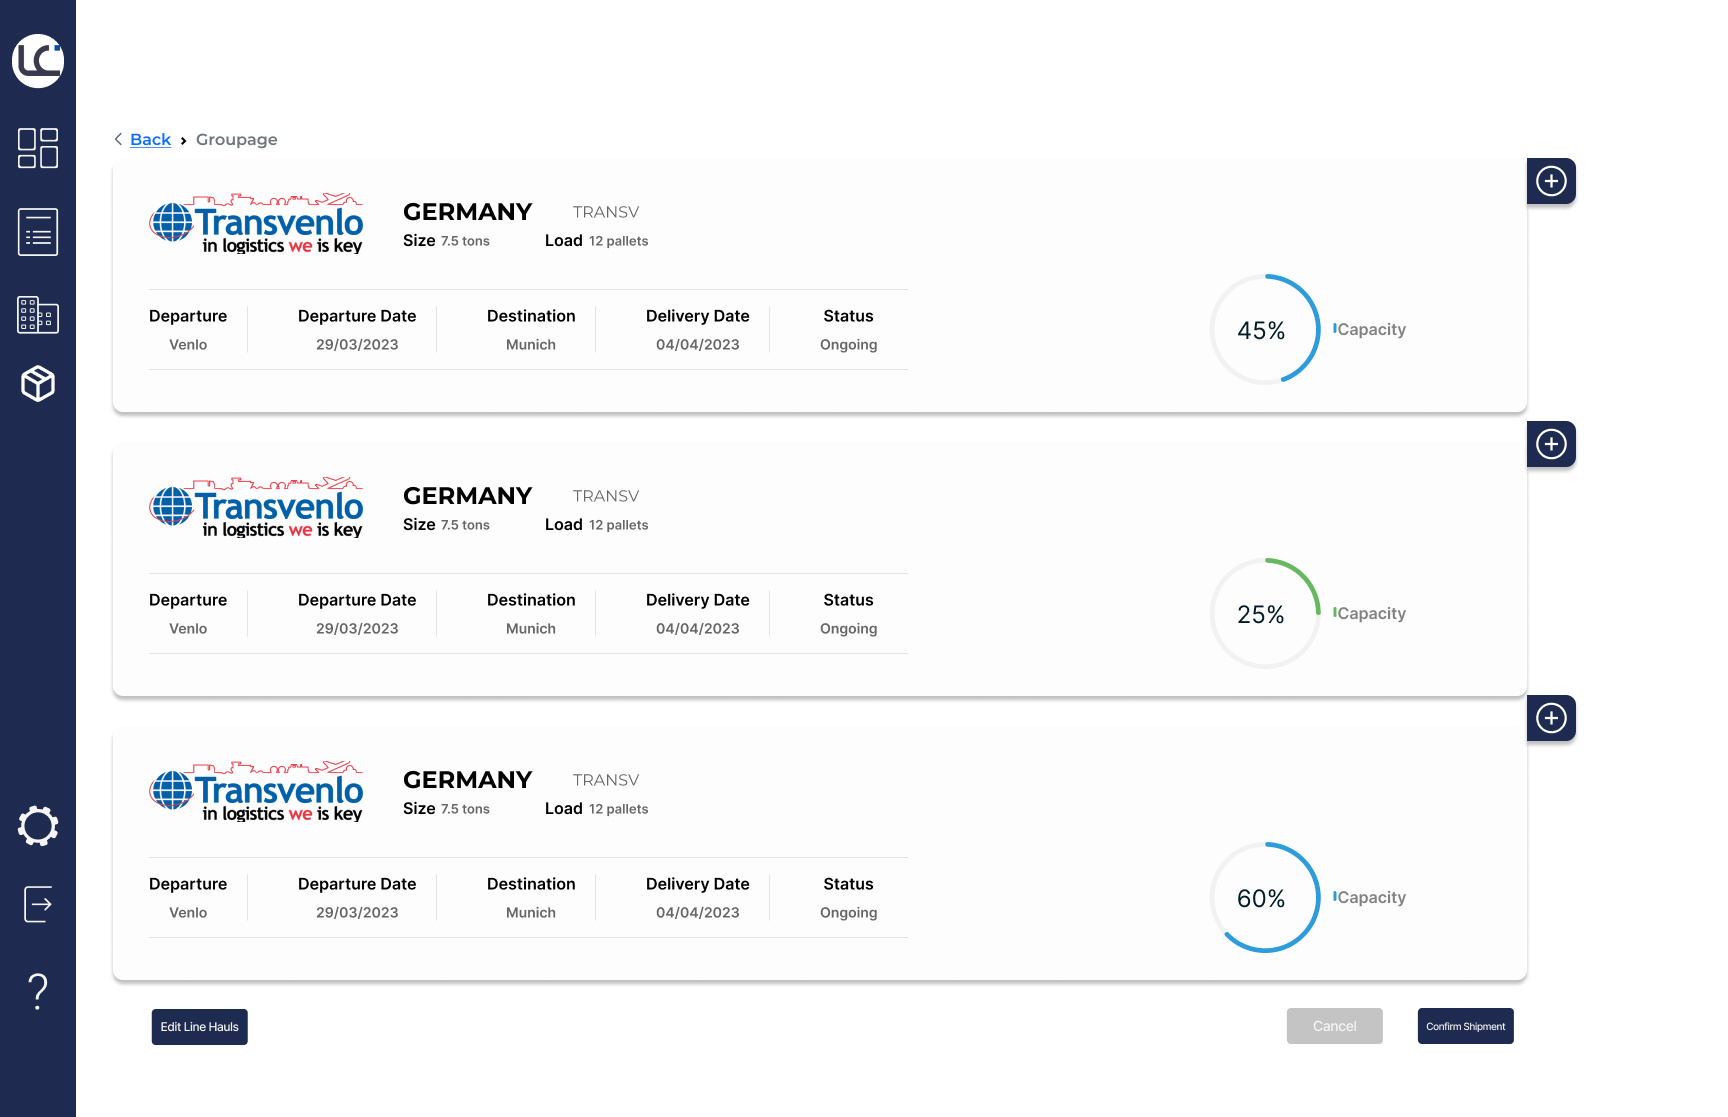 LC
Back › Groupage
Transvenlo
in logistics we is key
GERMANY TRANSV
Size 7.5 tons Load 12 pallets
Departure Departure Date Destination Delivery Date Status
Venlo 29/03/2023 Munich 04/04/2023 Ongoing
45% Capacity
Transvenlo
in logistics we is key
GERMANY TRANSV
Size 7.5 tons Load 12 pallets
Departure Departure Date Destination Delivery Date Status
Venlo 29/03/2023 Munich 04/04/2023 Ongoing
25% Capacity
Transvenlo
in logistics we is key
GERMANY TRANSV
Size 7.5 tons Load 12 pallets
Departure Departure Date Destination Delivery Date Status
Venlo 29/03/2023 Munich 04/04/2023 Ongoing
60% Capacity
Edit Line Hauls Cancel Confirm Shipment